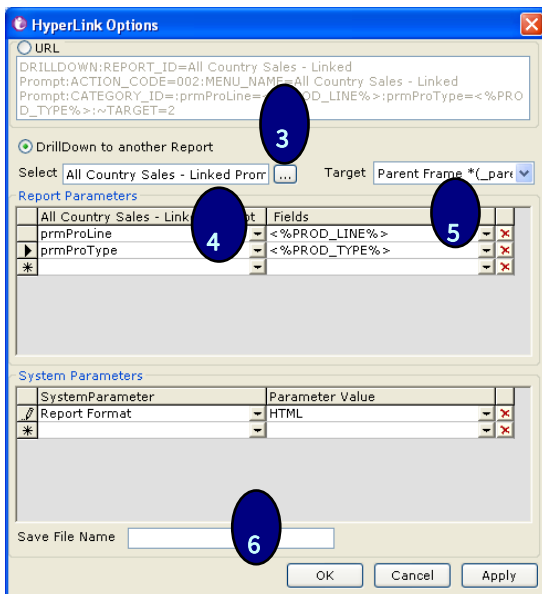 HyperLink Options
URL
DRILLDOWN:REPORT_ID=All Country Sales - Linked
Prompt:ACTION_CODE=002:MENU_NAME=All Country Sales - Linked
Prompt:CATEGORY_ID=:prmProLine=<%PROD_LINE%>:prmProType=<%PRO
D_TYPE%>:~TARGET=2
3
DrillDown to another Report
Select All Country Sales - Linked Prom ... Target Parent Frame *(_pare
Report Parameters
All Country Sales - Linked Fields
4 5
prmProLine <%PROD_LINE%>
prmProType <%PROD_TYPE%>
System Parameters
SystemParameter Parameter Value
Report Format HTML
Save File Name
6
OK Cancel Apply